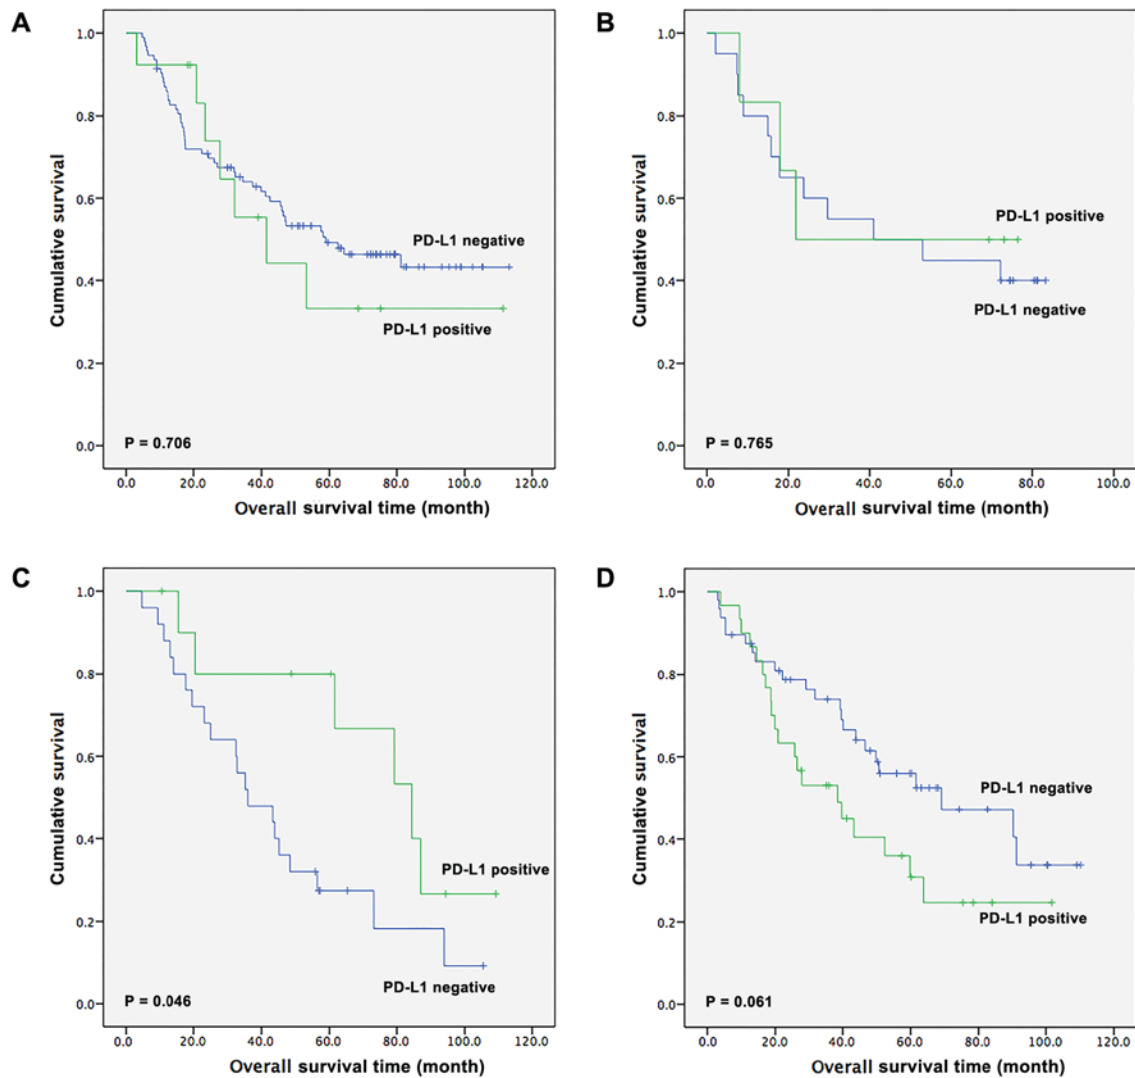 A
Cumulative survival
1.0
0.8
0.6
0.4
0.2
0.0
PD-L1 negative
PD-L1 positive
P = 0.706
0.0 20.0 40.0 60.0 80.0 100.0 120.0
Overall survival time (month)
B
Cumulative survival
1.0
0.8
0.6
0.4
0.2
0.0
PD-L1 positive
PD-L1 negative
P = 0.765
0.0 20.0 40.0 60.0 80.0 100.0
Overall survival time (month)
C
Cumulative survival
1.0
0.8
0.6
0.4
0.2
0.0
PD-L1 positive
PD-L1 negative
P = 0.046
0.0 20.0 40.0 60.0 80.0 100.0 120.0
Overall survival time (month)
D
Cumulative survival
1.0
0.8
0.6
0.4
0.2
0.0
PD-L1 negative
PD-L1 positive
P = 0.061
0.0 20.0 40.0 60.0 80.0 100.0 120.0
Overall survival time (month)